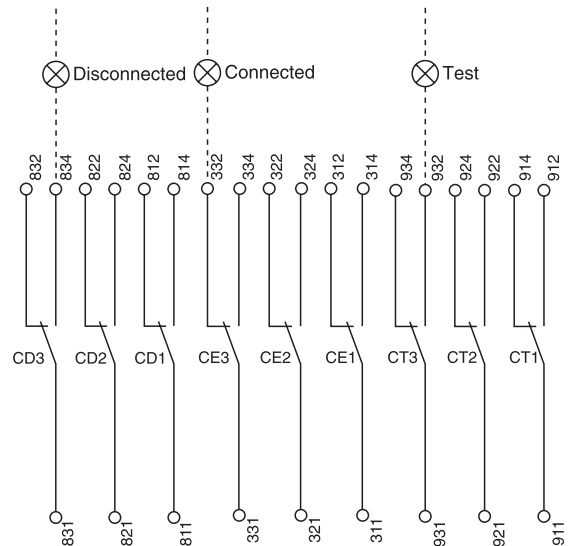 Disconnected Connected Test
832 834 822 824 812 814 332 334 322 324 312 314 934 932 924 922 914 912
CD3 CD2 CD1 CE3 CE2 CE1 CT3 CT2 CT1
831 821 811 331 321 311 931 921 911